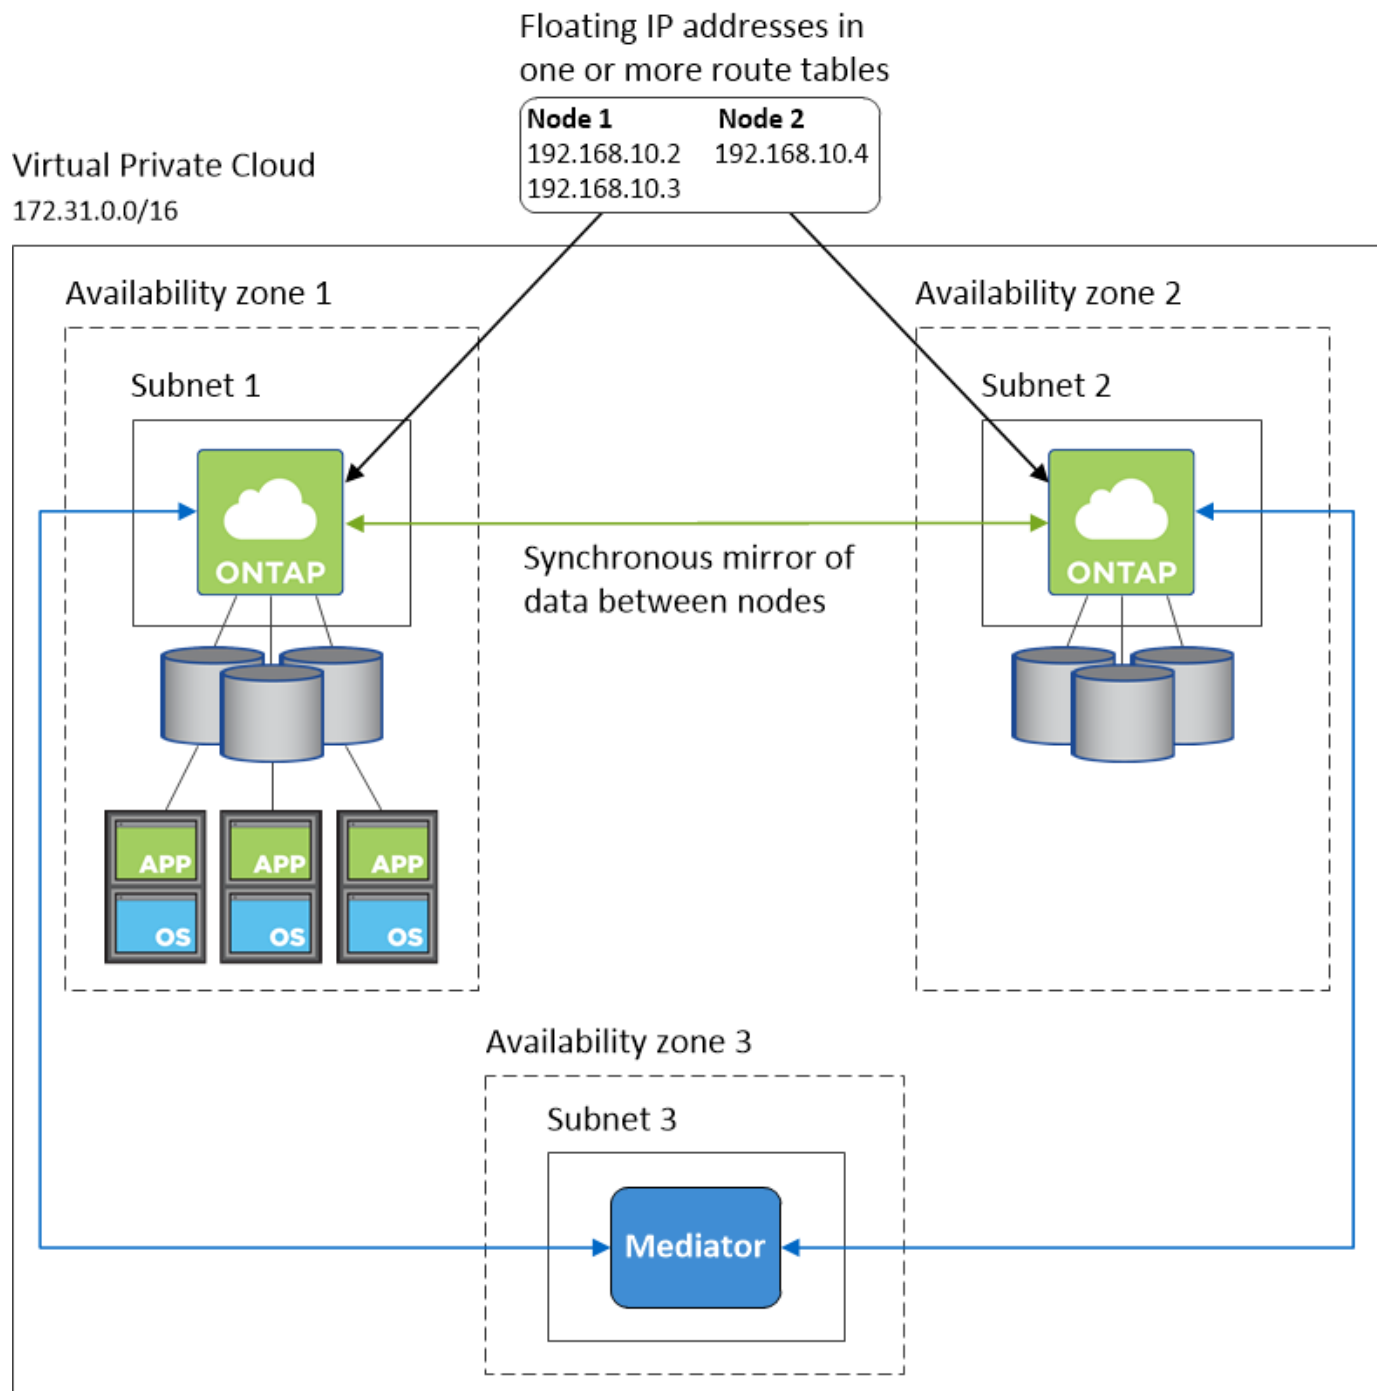 Floating IP addresses in
one or more route tables
Node 1 Node 2
192.168.10.2 192.168.10.4
192.168.10.3
Virtual Private Cloud
172.31.0.0/16
Availability zone 1
Availability zone 2
Subnet 1
Subnet 2
ONTAP
ONTAP
Synchronous mirror of
data between nodes
APP
APP
APP
OS
OS
OS
Availability zone 3
Subnet 3
Mediator